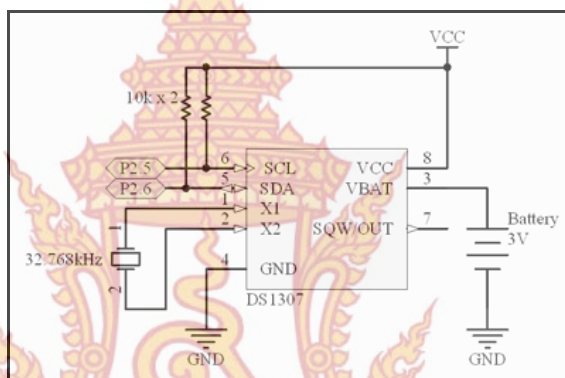 VCC
10k x 2
P2.5 6 SCL VCC 8
P2.6 5 SDA VBAT 3
1 X1
2 X2 SQW/OUT 7
Battery
3V
1
32.768kHz
2
4 GND
DS1307
GND
GND